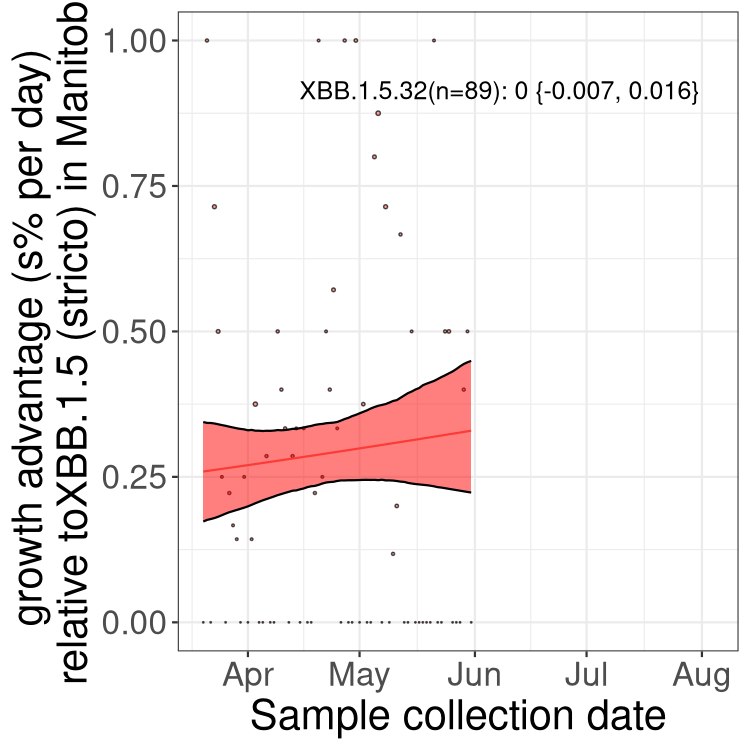 growth advantage (s% per day)
relative toXBB.1.5 (stricto) in Manitob
1.00
0.75
0.50
0.25
0.00
XBB.1.5.32(n=89): 0 {-0.007, 0.016}
Apr May Jun Jul Aug
Sample collection date